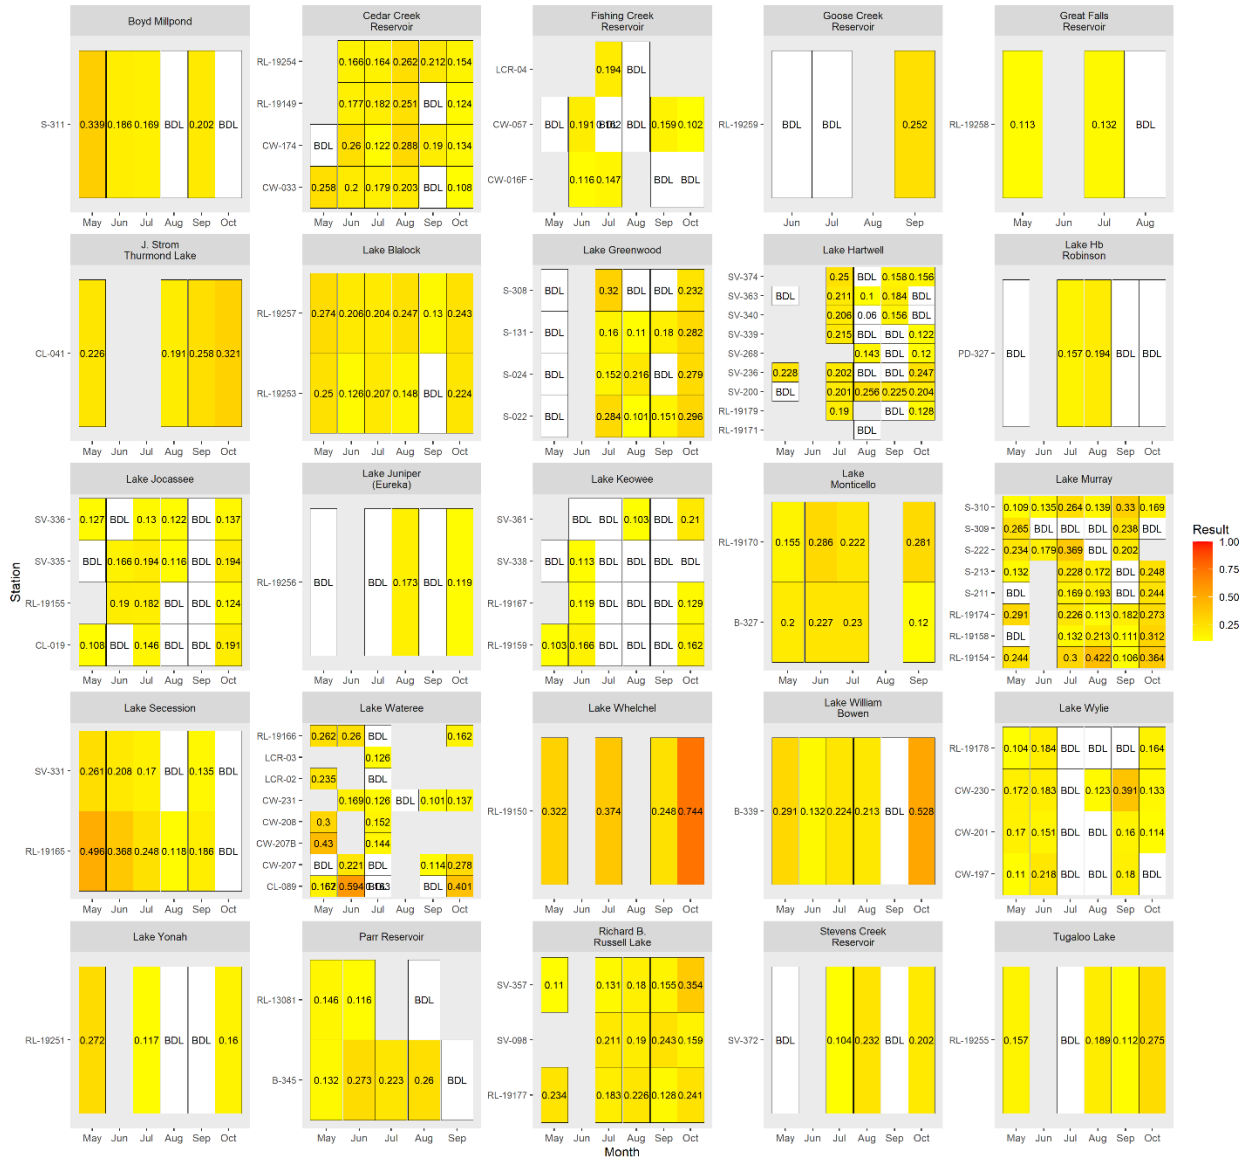 Boyd Millpond
S-311
0.339 0.186 0.169 BDL 0.202 BDL
May Jun Jul Aug Sep Oct
Cedar Creek
Reservoir
RL-19254 0.166 0.164 0.262 0.212 0.154
RL-19149 0.177 0.182 0.251 BDL 0.124
CW-174 BDL 0.26 0.122 0.288 0.19 0.134
CW-033 0.258 0.2 0.179 0.203 BDL 0.108
May Jun Jul Aug Sep Oct
Fishing Creek
Reservoir
LCR-04 0.194 BDL
CW-057 BDL 0.191 BDL 0.159 0.102
CW-016F 0.116 0.147 BDL BDL
May Jun Jul Aug Sep Oct
Goose Creek
Reservoir
RL-19259 BDL BDL 0.252
Jun Jul Aug Sep
Great Falls
Reservoir
RL-19258 0.113 0.132 BDL
May Jun Jul Aug
J. Strom
Thurmond Lake
CL-041 0.226 0.191 0.258 0.321
May Jun Jul Aug Sep Oct
Lake Blalock
RL-19257 0.274 0.206 0.204 0.247 0.13 0.243
RL-19253 0.25 0.126 0.207 0.148 BDL 0.224
May Jun Jul Aug Sep Oct
Lake Greenwood
S-308 BDL 0.32 BDL BDL 0.232
S-131 BDL 0.16 0.11 0.18 0.282
S-024 BDL 0.152 0.216 BDL 0.279
S-022 BDL 0.284 0.101 0.151 0.296
May Jun Jul Aug Sep Oct
Lake Hartwell
SV-374 0.25 BDL 0.158 0.156
SV-363 BDL 0.211 0.1 0.184 BDL
SV-340 0.206 0.06 0.156 BDL
SV-339 0.215 BDL BDL 0.122
SV-268 0.143 BDL 0.12
SV-236 0.228 0.202 BDL BDL 0.247
SV-200 BDL 0.201 0.256 0.225 0.204
RL-19179 0.19 BDL 0.128
RL-19171 BDL
May Jun Jul Aug Sep Oct
Lake Hb
Robinson
PD-327 BDL 0.157 0.194 BDL BDL
May Jun Jul Aug Sep Oct
Lake Jocassee
SV-336 0.127 BDL 0.13 0.122 BDL 0.137
SV-335 BDL 0.166 0.194 0.116 BDL 0.194
RL-19155 0.19 0.182 BDL BDL 0.124
CL-019 0.108 BDL 0.146 BDL BDL 0.191
May Jun Jul Aug Sep Oct
Lake Juniper
(Eureka)
RL-19256 BDL BDL 0.173 BDL 0.119
May Jun Jul Aug Sep Oct
Lake Keowee
SV-361 BDL BDL 0.103 BDL 0.21
SV-338 BDL 0.113 BDL BDL BDL BDL
RL-19167 0.119 BDL BDL BDL 0.129
RL-19159 0.103 0.166 BDL BDL BDL 0.162
May Jun Jul Aug Sep Oct
Lake
Monticello
RL-19170 0.155 0.286 0.222 0.281
B-327 0.2 0.227 0.23 0.12
May Jun Jul Aug Sep
Lake Murray
S-310 0.109 0.135 0.264 0.139 0.33 0.169
S-309 0.265 BDL BDL BDL 0.238 BDL
S-222 0.234 0.179 0.369 BDL 0.202
S-213 0.132 0.228 0.172 BDL 0.248
S-211 BDL 0.169 0.193 BDL 0.244
RL-19174 0.291 0.226 0.113 0.182 0.273
RL-19158 BDL 0.132 0.213 0.111 0.312
RL-19154 0.244 0.3 0.422 0.106 0.364
May Jun Jul Aug Sep Oct
Station
Result
1.00
0.75
0.50
0.25
Lake Secession
SV-331 0.261 0.208 0.17 BDL 0.135 BDL
RL-19165 0.496 0.368 0.248 0.118 0.186 BDL
May Jun Jul Aug Sep Oct
Lake Wateree
RL-19166 0.262 0.26 BDL 0.162
LCR-03 0.126
LCR-02 0.235 BDL
CW-231 0.169 0.126 BDL 0.101 0.137
CW-208 0.3 0.152
CW-207B 0.43 0.144
CW-207 BDL 0.221 BDL 0.114 0.278
CL-089 0.594 BDL 0.401
May Jun Jul Aug Sep Oct
Lake Whelchel
RL-19150 0.322 0.374 0.248 0.744
May Jun Jul Aug Sep Oct
Lake William
Bowen
B-339 0.291 0.132 0.224 0.213 BDL 0.528
May Jun Jul Aug Sep Oct
Lake Wylie
RL-19178 0.104 0.184 BDL BDL BDL 0.164
CW-230 0.172 0.183 BDL 0.123 0.391 0.133
CW-201 0.17 0.151 BDL BDL 0.16 0.114
CW-197 0.11 0.218 BDL BDL 0.18 BDL
May Jun Jul Aug Sep Oct
Lake Yonah
RL-19251 0.272 0.117 BDL BDL 0.16
May Jun Jul Aug Sep Oct
Parr Reservoir
RL-13081 0.146 0.116 BDL
B-345 0.132 0.273 0.223 0.26 BDL
May Jun Jul Aug Sep
Richard B.
Russell Lake
SV-357 0.11 0.131 0.18 0.155 0.354
SV-098 0.211 0.19 0.243 0.159
RL-19177 0.234 0.183 0.226 0.128 0.241
May Jun Jul Aug Sep Oct
Stevens Creek
Reservoir
SV-372 BDL 0.104 0.232 BDL 0.202
May Jun Jul Aug Sep Oct
Tugaloo Lake
RL-19255 0.157 BDL 0.189 0.112 0.275
May Jun Jul Aug Sep Oct
Month